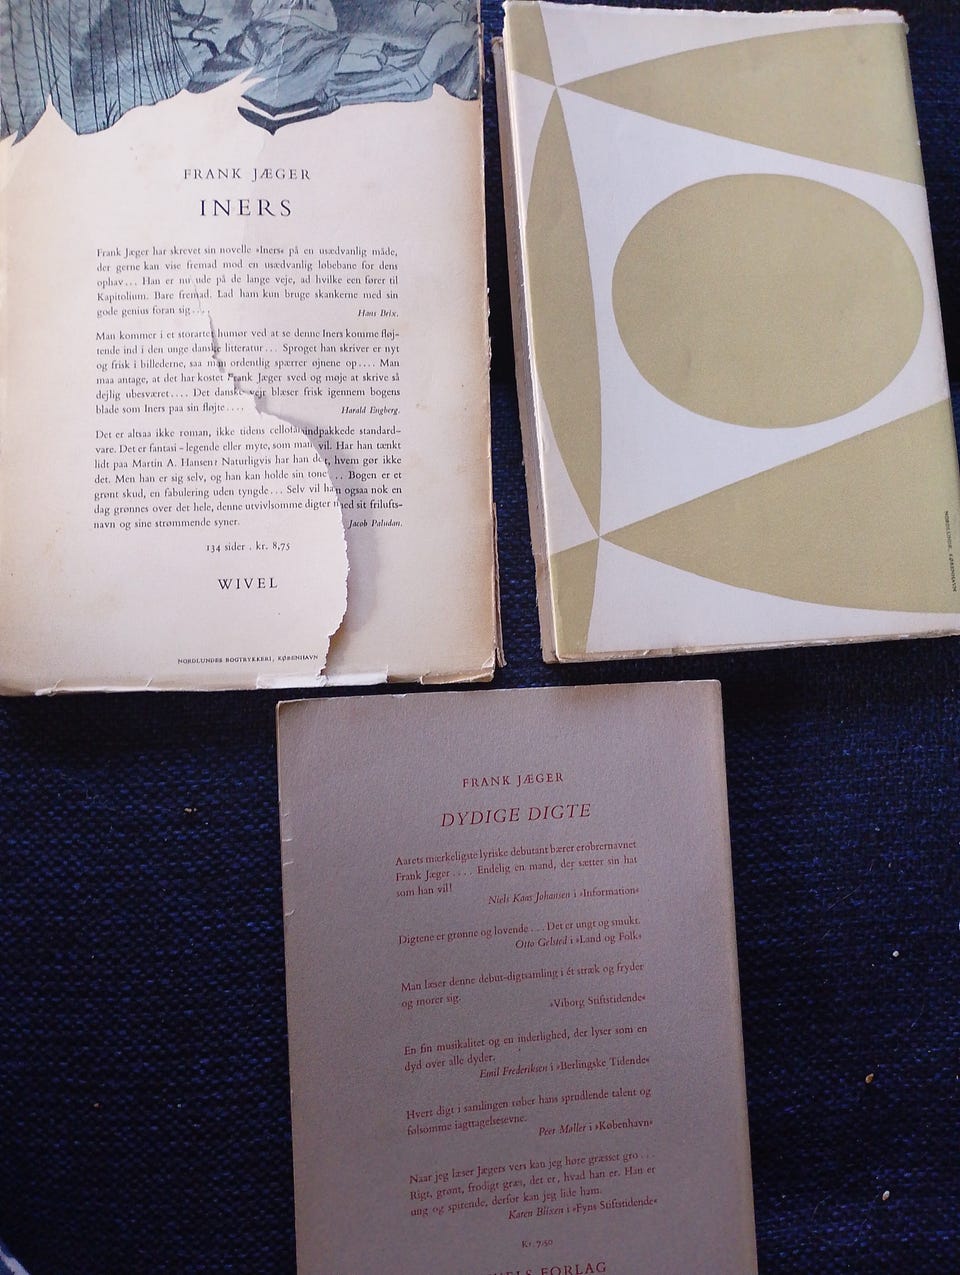 FRANK JÆGER
INERS
Frank Jæger har skrevet sin novelle »Iners« på en usædvanlig måde,
der gerne kan vise fremad mod en usædvanlig løbebane for dens
ophav... Han er nu ude på de lange veje, ad hvilke een fører til
Kapitolium. Bare fremad. Lad ham kun bruge skankerne med sin
gode genius foran sig....
Hans Brix.
Man kommer i et storartet humør ved at se denne Iners komme fløj-
tende ind i den unge danske litteratur... Sproget han skriver er nyt
og frisk i billederne, saa man ordentlig spærrer øjnene op.... Man
maa antage, at det har kostet Frank Jæger sved og møje at skrive så
dejlig ubesværet.... Det danske vejr blæser frisk igennem bogens
blade som Iners paa sin fløjte....
Harald Engberg.
Det er altsaa ikke roman, ikke tidens cellofanindpakkede standard-
vare. Det er fantasi – legende eller myte, som man vil. Har han tænkt
lidt paa Martin A. Hansen? Naturligvis har han det, hvem gør ikke
det. Men han er sig selv, og han kan holde sin tone... Bogen er et
grønt skud, en fabulering uden tyngde... Selv vil han ogsaa nok en
dag grønnes over det hele, denne utvivlsomme digter med sit frilufts-
navn og sine strømmende syner.
Jacob Paludan.
134 sider . kr. 8,75
WIVEL
NORDLUNDES BOGTRYKKERI, KØBENHAVN
NORDLUNDE, KØBENHAVN
FRANK JÆGER
DYDIGE DIGTE
Aarets mærkeligste lyriske debutant bærer erobrernavnet
Frank Jæger.... Endelig en mand, der sætter sin hat
som han vil!
Niels Kaas Johansen i »Information«
Digtene er grønne og lovende... Det er ungt og smukt.
Otto Gelsted i »Land og Folk«
Man læser denne debut-digtsamling i ét stræk og fryder
og morer sig.
»Viborg Stiftstidende«
En fin musikalitet og en inderlighed, der lyser som en
dyd over alle dyder.
Emil Frederiksen i »Berlingske Tidende«
Hvert digt i samlingen røber hans sprudlende talent og
følsomme iagttagelsesevne.
Peer Møller i »København«
Naar jeg læser Jægers vers kan jeg høre græsset gro...
Rigt, grønt, frodigt græs, det er, hvad han er. Han er
ung og spirende, derfor kan jeg lide ham.
Karen Blixen i »Fyns Stiftstidende«
Kr. 7,50
FORLAG